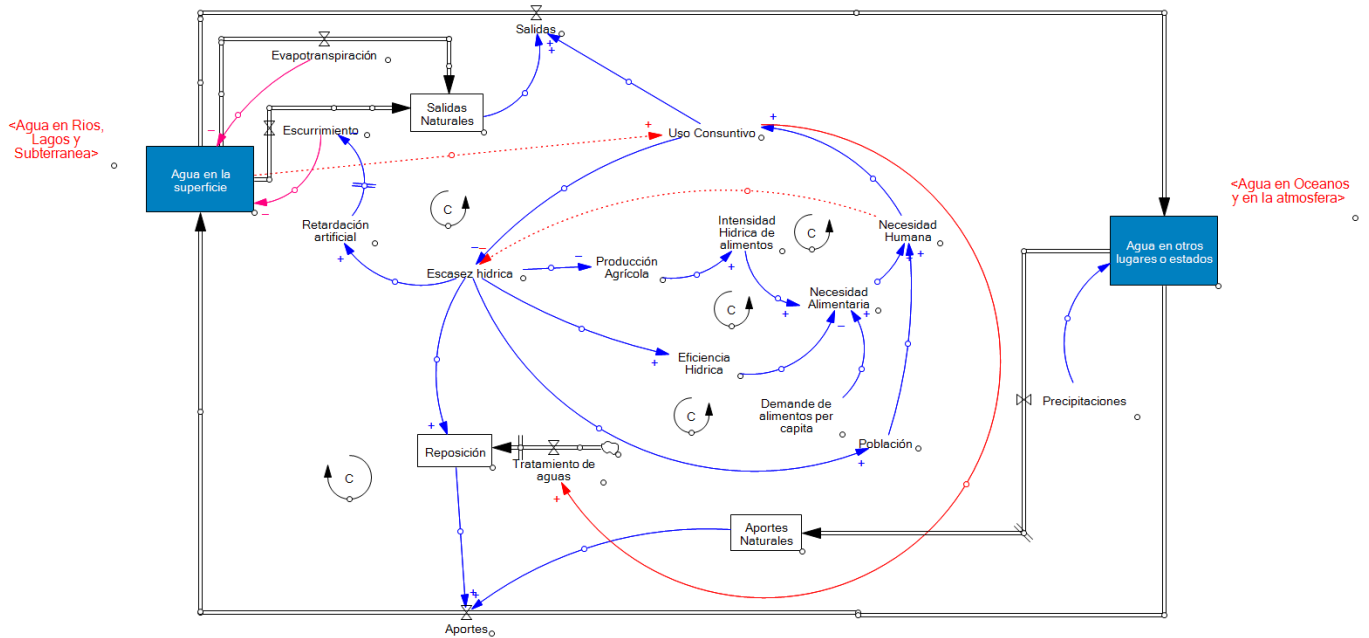 Salidas
Evapotranspiración
Salidas
Naturales
<Agua en Rios,
Lagos y
Subterranea>
Escurrimiento
Uso Consuntivo
Agua en la
superficie
<Agua en Oceanos
y en la atmosfera>
C
Retardación
artificial
Intensidad
Hidrica de
alimentos
C
Necesidad
Humana
Agua en otros
lugares o estados
Escasez hidrica
Producción
Agrícola
Necesidad
Alimentaria
C
Eficiencia
Hidrica
Demande de
alimentos per
capita
Precipitaciones
C
Población
Reposición
Tratamiento de
aguas
C
Aportes
Naturales
Aportes